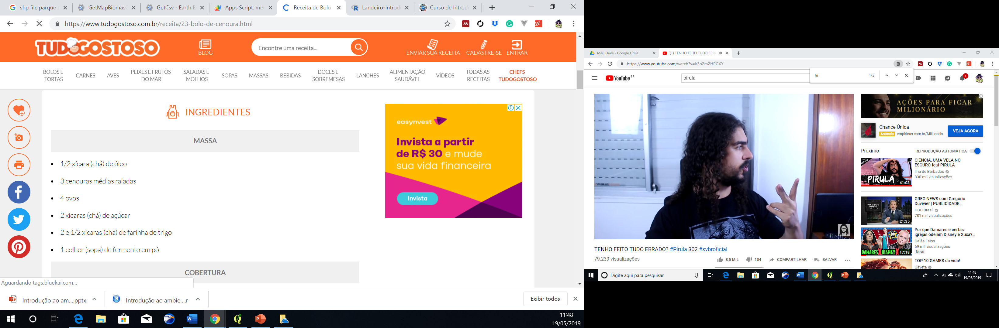 shp file parque
GetMapBiomas
GetCsv - Earth E
Apps Script: me
Receita de Bolo
Landeiro-Introd
Curso de Introd
https://www.tudogostoso.com.br/receita/23-bolo-de-cenoura.html
TUDOGOSTOSO
BLOG
Encontre uma receita...
ENVIAR SUA RECEITA
CADASTRE-SE
ENTRAR
BOLOS E TORTAS
CARNES
AVES
PEIXES E FRUTOS DO MAR
SALADAS E MOLHOS
SOPAS
MASSAS
BEBIDAS
DOCES E SOBREMESAS
LANCHES
ALIMENTAÇÃO SAUDÁVEL
VÍDEOS
TODAS AS RECEITAS
CHEFS TUDOGOSTOSO
INGREDIENTES
MASSA
1/2 xícara (chá) de óleo
3 cenouras médias raladas
4 ovos
2 xícaras (chá) de açúcar
2 e 1/2 xícaras (chá) de farinha de trigo
1 colher (sopa) de fermento em pó
COBERTURA
easynvest
Invista a partir
de R$ 30 e mude
sua vida financeira
Invista
Aguardando tags.bluekai.com...
Introdução ao am....pptx
Introdução ao ambie....r
Exibir todos
11:48
19/05/2019
Meu Drive - Google Drive
(1) TENHO FEITO TUDO ERRA
https://www.youtube.com/watch?v=k3o2m2HRGXY
fu
1/2
YouTube BR
pirula
1
SOUMAIS
AÇÕES PARA FICAR
MILIONÁRIO
Chance Única
Anúncio empiricus.com.br/Milionario
VEJA AGORA
Próximo
REPRODUÇÃO AUTOMÁTICA
PIRULA
41:03
CIÊNCIA, UMA VELA NO
ESCURO feat PIRULA
Ilha de Barbados
830 mil visualizações
PUBLICIDADE
INFANTIL
21:35
GREG NEWS com Gregório
Duvivier | PUBLICIDADE...
HBO Brasil
781 mil visualizações
DAMARES X DISNEY
17:18
Por que Damares e certas
igrejas odeiam Disney e Xuxa?...
Galãs Feios
69 mil visualizações
Novo
TOP 10 GAMES da vida!
Gaveta
TENHO FEITO TUDO ERRADO? #Pirula 302 #svbroficial
79.239 visualizações
8,5 MIL
104
COMPARTILHAR
SALVAR
Digite aqui para pesquisar
11:48
19/05/2019